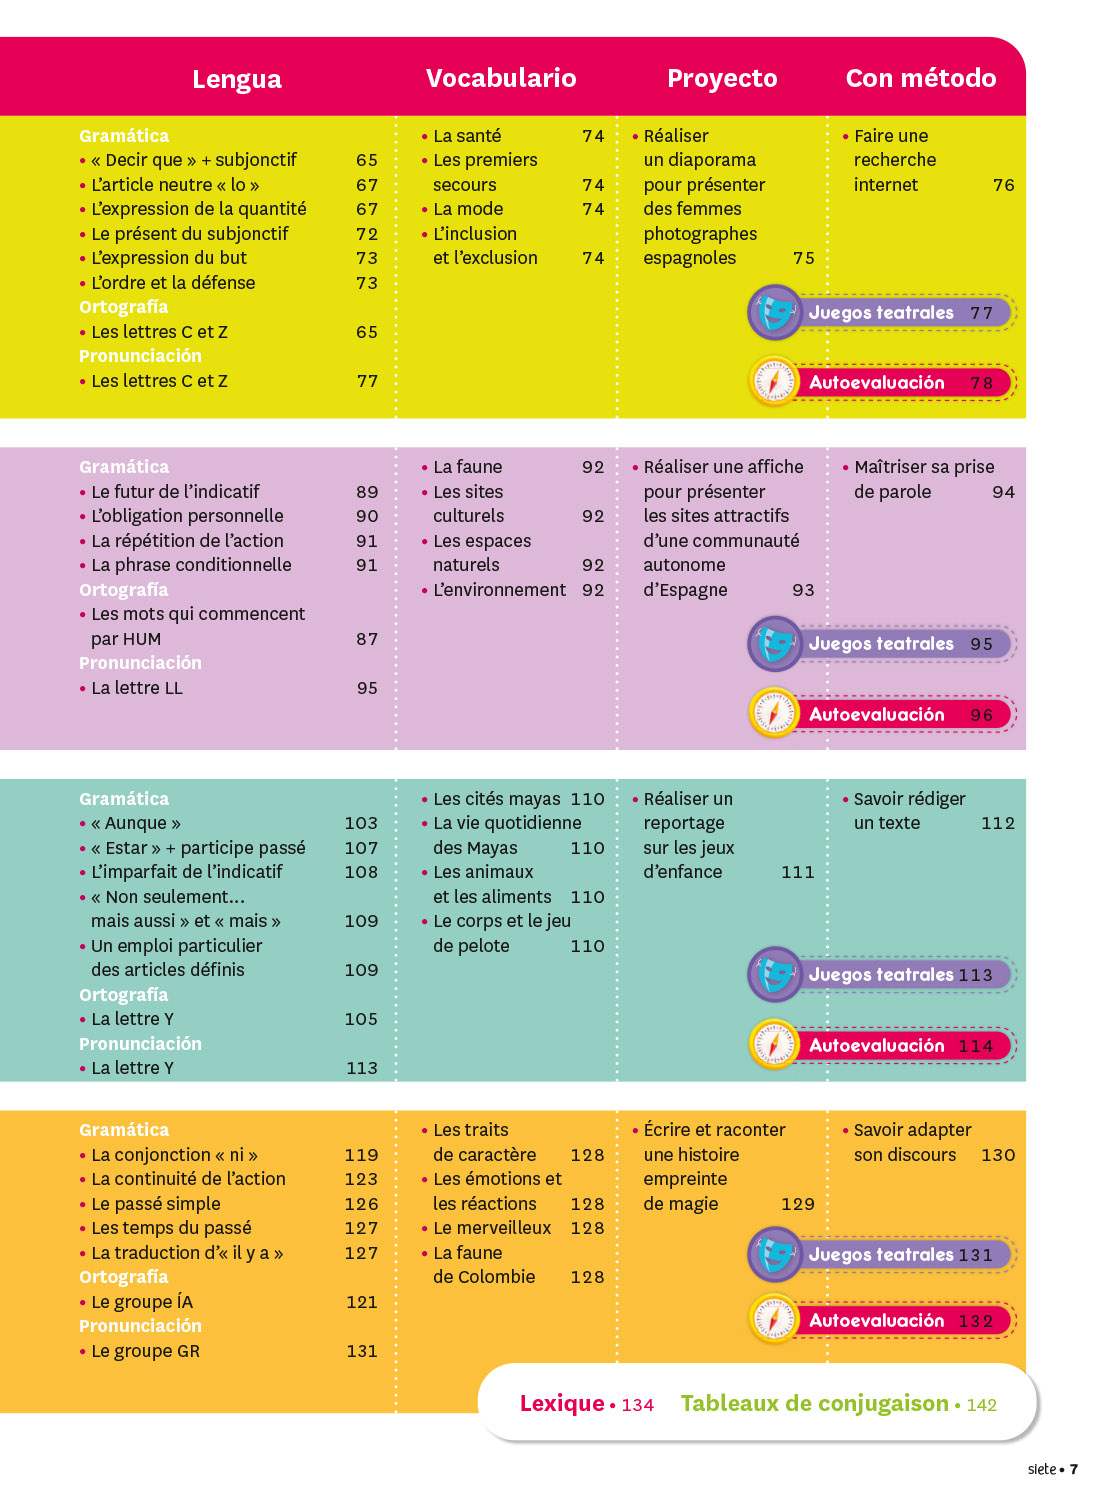 Lengua Vocabulario Proyecto Con método
Gramática
• « Decir que » + subjonctif 65
• L'article neutre « lo » 67
• L'expression de la quantité 67
• Le présent du subjonctif 72
• L'expression du but 73
• L'ordre et la défense 73
Ortografía
• Les lettres C et Z 65
Pronunciación
• Les lettres C et Z 77
• La santé 74
• Les premiers
secours 74
• La mode 74
• L'inclusion
et l'exclusion 74
• Réaliser
un diaporama
pour présenter
des femmes
photographes
espagnoles 75
• Faire une
recherche
internet 76
Juegos teatrales 77
Autoevaluación 78
Gramática
• Le futur de l'indicatif 89
• L'obligation personnelle 90
• La répétition de l'action 91
• La phrase conditionnelle 91
Ortografía
• Les mots qui commencent
par HUM 87
Pronunciación
• La lettre LL 95
• La faune 92
• Les sites
culturels 92
• Les espaces
naturels 92
• L'environnement 92
• Réaliser une affiche
pour présenter
les sites attractifs
d'une communauté
autonome
d'Espagne 93
• Maîtriser sa prise
de parole 94
Juegos teatrales 95
Autoevaluación 96
Gramática
• « Aunque » 103
• « Estar » + participe passé 107
• L'imparfait de l'indicatif 108
• « Non seulement...
mais aussi » et « mais » 109
• Un emploi particulier
des articles définis 109
Ortografía
• La lettre Y 105
Pronunciación
• La lettre Y 113
• Les cités mayas 110
• La vie quotidienne
des Mayas 110
• Les animaux
et les aliments 110
• Le corps et le jeu
de pelote 110
• Réaliser un
reportage
sur les jeux
d'enfance 111
• Savoir rédiger
un texte 112
Juegos teatrales 113
Autoevaluación 114
Gramática
• La conjonction « ni » 119
• La continuité de l'action 123
• Le passé simple 126
• Les temps du passé 127
• La traduction d'« il y a » 127
Ortografía
• Le groupe ÍA 121
Pronunciación
• Le groupe GR 131
• Les traits
de caractère 128
• Les émotions et
les réactions 128
• Le merveilleux 128
• La faune
de Colombie 128
• Écrire et raconter
une histoire
empreinte
de magie 129
• Savoir adapter
son discours 130
Juegos teatrales 131
Autoevaluación 132
Lexique • 134 Tableaux de conjugaison • 142
siete • 7